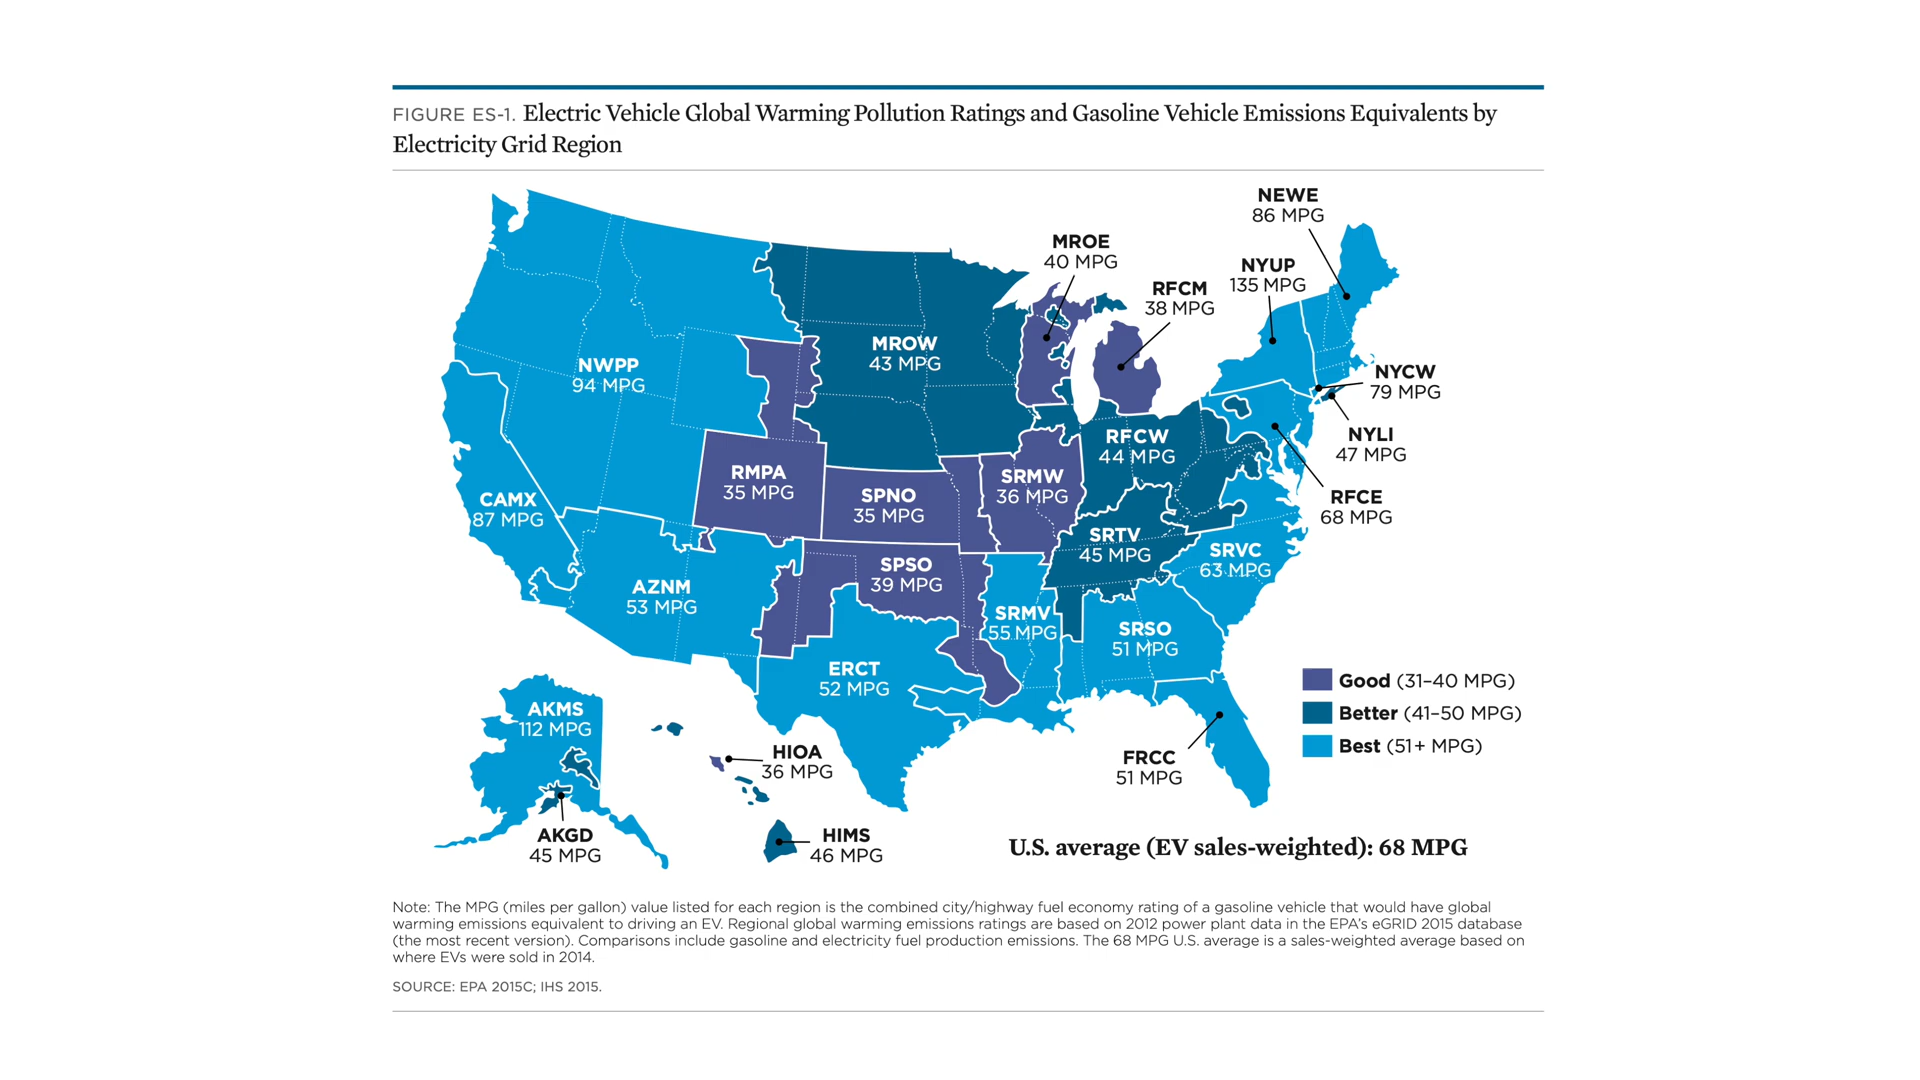 FIGURE ES-1. Electric Vehicle Global Warming Pollution Ratings and Gasoline Vehicle Emissions Equivalents by
Electricity Grid Region
NEWE
86 MPG
MROE
40 MPG
NYUP
135 MPG
RFCM
38 MPG
MROW
43 MPG
NWPP
94 MPG
NYCW
79 MPG
NYLI
47 MPG
RFCW
44 MPG
RMPA
35 MPG
SRMW
36 MPG
SPNO
35 MPG
CAMX
87 MPG
RFCE
68 MPG
SRTV
45 MPG
SRVC
63 MPG
SPSO
39 MPG
AZNM
53 MPG
SRMV
55 MPG
SRSO
51 MPG
ERCT
52 MPG
Good (31–40 MPG)
Better (41–50 MPG)
Best (51+ MPG)
AKMS
112 MPG
HIOA
36 MPG
FRCC
51 MPG
AKGD
45 MPG
HIMS
46 MPG
U.S. average (EV sales-weighted): 68 MPG
Note: The MPG (miles per gallon) value listed for each region is the combined city/highway fuel economy rating of a gasoline vehicle that would have global
warming emissions equivalent to driving an EV. Regional global warming emissions ratings are based on 2012 power plant data in the EPA's eGRID 2015 database
(the most recent version). Comparisons include gasoline and electricity fuel production emissions. The 68 MPG U.S. average is a sales-weighted average based on
where EVs were sold in 2014.
SOURCE: EPA 2015C; IHS 2015.